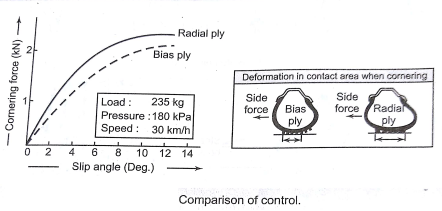 Cornering force (kN)
2
1
Radial ply
Bias ply
Load : 235 kg
Pressure : 180 kPa
Speed : 30 km/h
0 2 4 6 8 10 12 14
Slip angle (Deg.)
Deformation in contact area when cornering
Side force
Bias ply
Side force
Radial ply
Comparison of control.